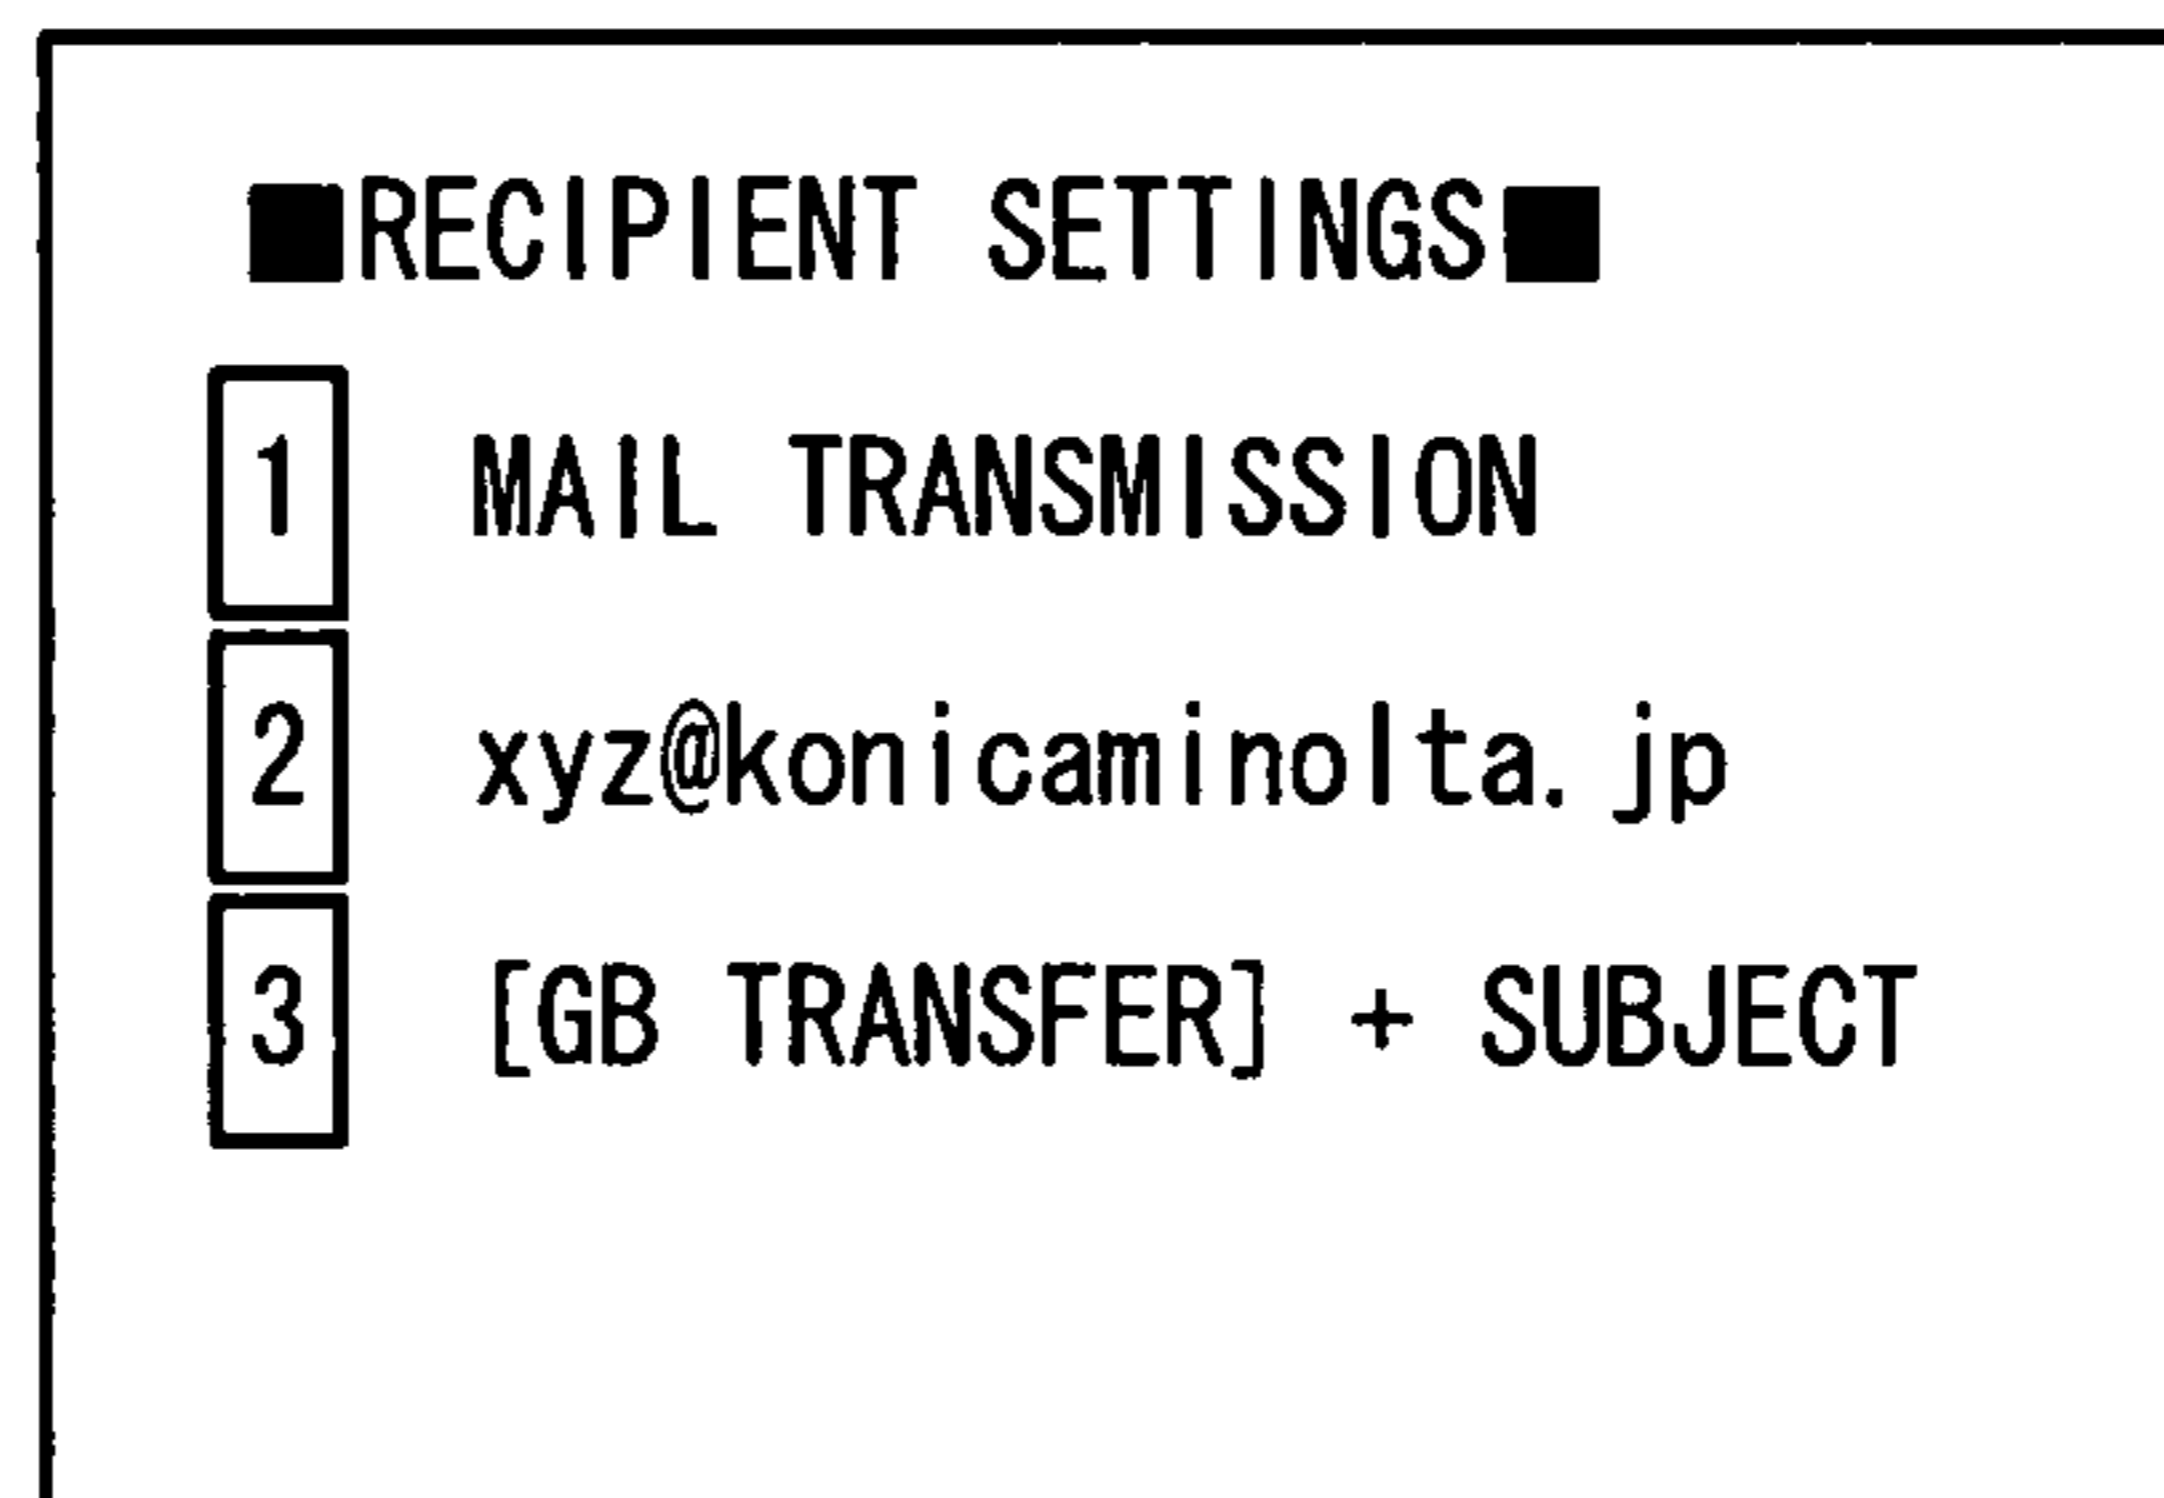 ■RECIPIENT SETTINGS■
1 MAIL TRANSMISSION
2 xyz@konicaminolta.jp
3 [GB TRANSFER] + SUBJECT